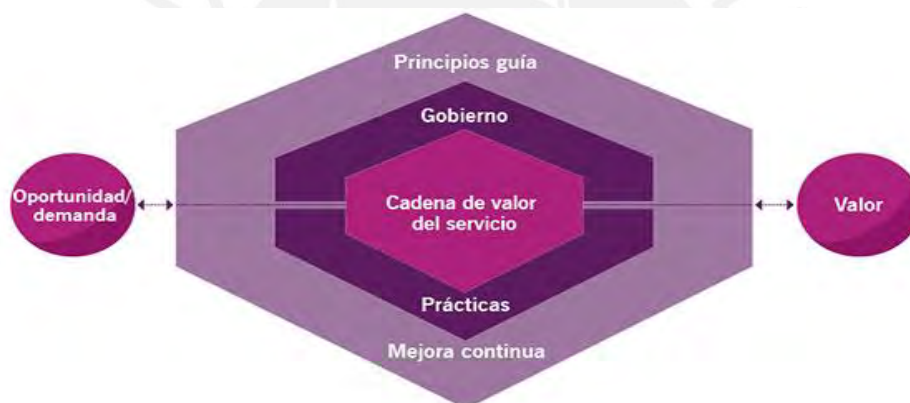 Principios guía
Gobierno
Oportunidad/
demanda
Cadena de valor
del servicio
Valor
Prácticas
Mejora continua